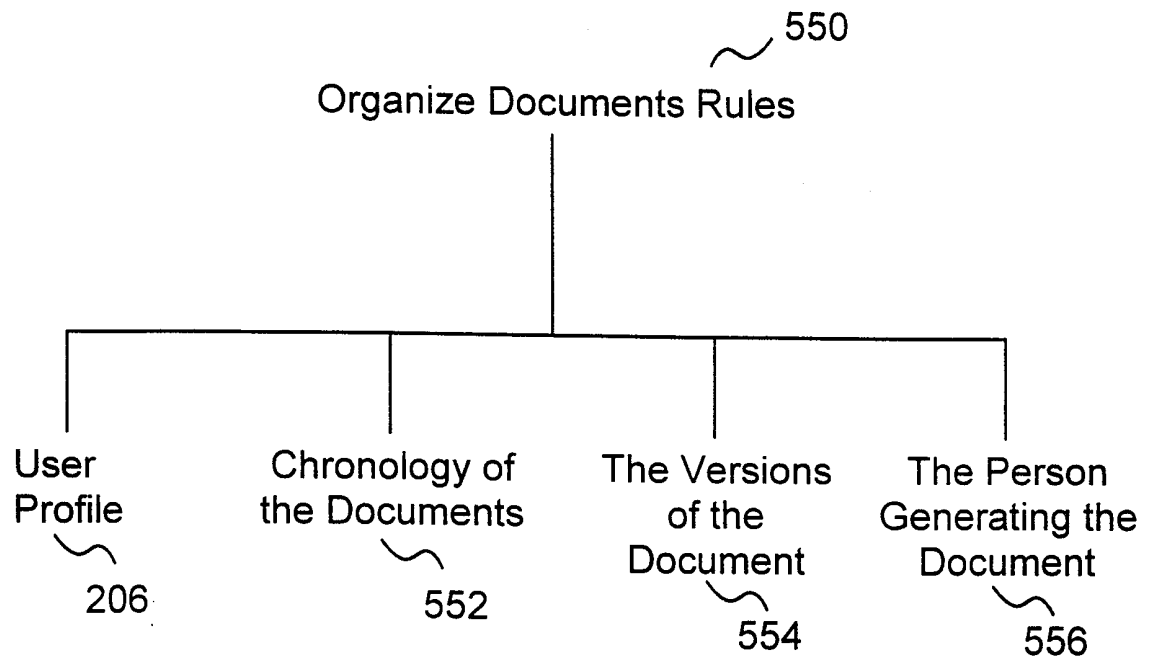 550
Organize Documents Rules
User
Profile
206
Chronology of
the Documents
552
The Versions
of the
Document
554
The Person
Generating the
Document
556